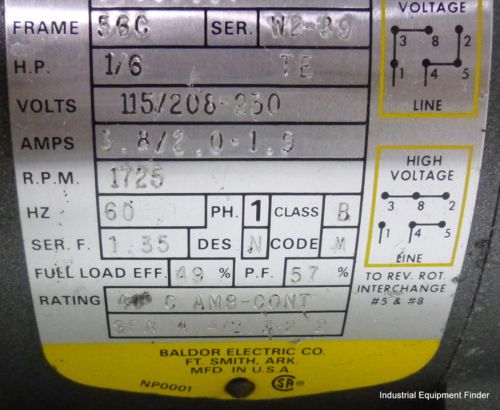 FRAME 56C SER. W2-89
H.P. 1/6 TE
VOLTS 115/208-230
AMPS 3.8/2.0-1.9
R.P.M. 1725
HZ 60 PH. 1 CLASS B
SER. F. 1.35 DES N CODE M
FULL LOAD EFF. 49 % P.F. 57 %
RATING 40 C AMB-CONT
VOLTAGE
3 8 2
1 4 5
LINE
HIGH
VOLTAGE
3 8 2
1 4 5
LINE
TO REV. ROT.
INTERCHANGE
#5 & #8
BALDOR ELECTRIC CO.
FT. SMITH, ARK.
MFD. IN U.S.A.
NP0001
SA
Industrial Equipment Finder